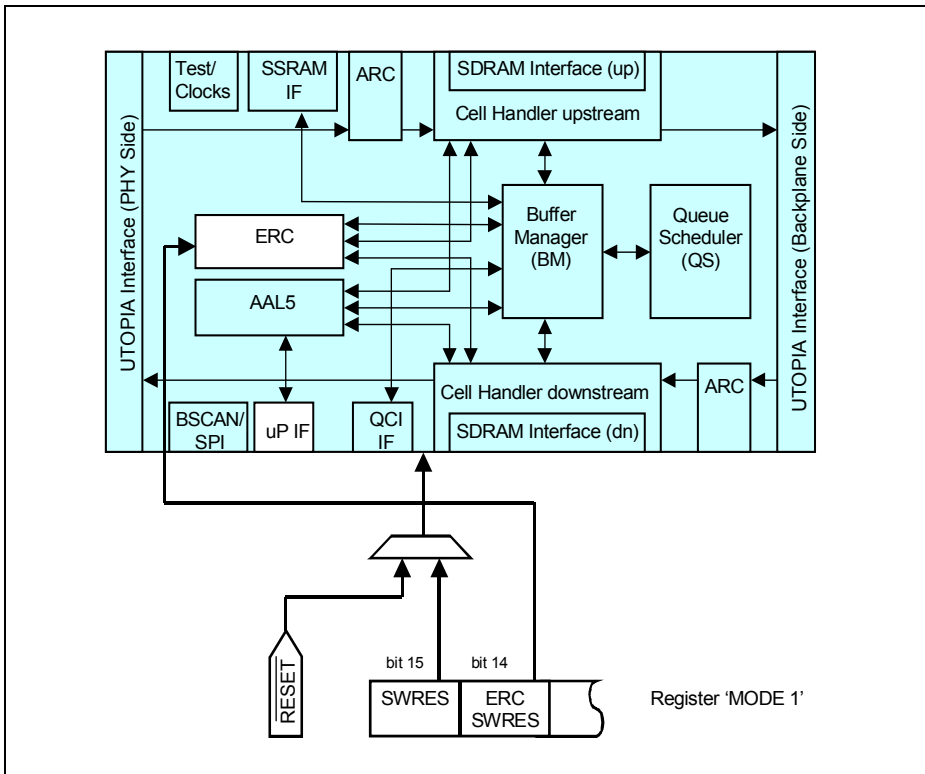 UTOPIA Interface (PHY Side)
Test/
Clocks
SSRAM
IF
ARC
SDRAM Interface (up)
Cell Handler upstream
UTOPIA Interface (Backplane Side)
ERC
Buffer
Manager
(BM)
Queue
Scheduler
(QS)
AAL5
BSCAN/
SPI
uP IF
QCI
IF
Cell Handler downstream
SDRAM Interface (dn)
ARC
RESET
bit 15
bit 14
SWRES
ERC
SWRES
Register ‘MODE 1’